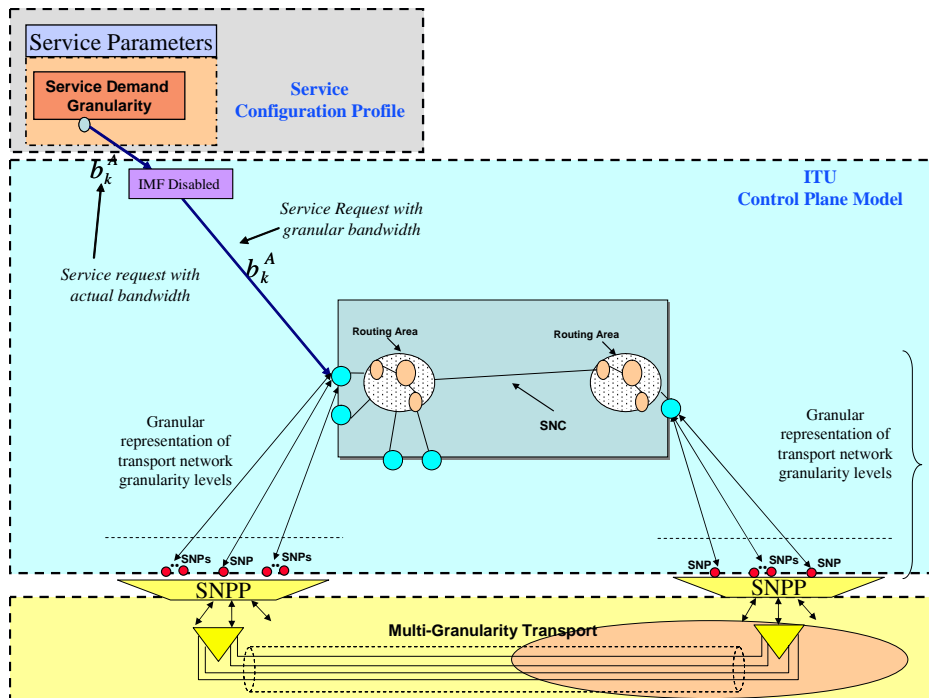 Service Parameters
Service Demand
Granularity
Service
Configuration Profile
b_k^A
IMF Disabled
ITU
Control Plane Model
Service Request with
granular bandwidth
b_k^A
Service request with
actual bandwidth
Routing Area
Routing Area
SNC
Granular
representation of
transport network
granularity levels
Granular
representation of
transport network
granularity levels
SNPs
SNP
SNPs
SNP
SNPs
SNP
SNPP
SNPP
Multi-Granularity Transport